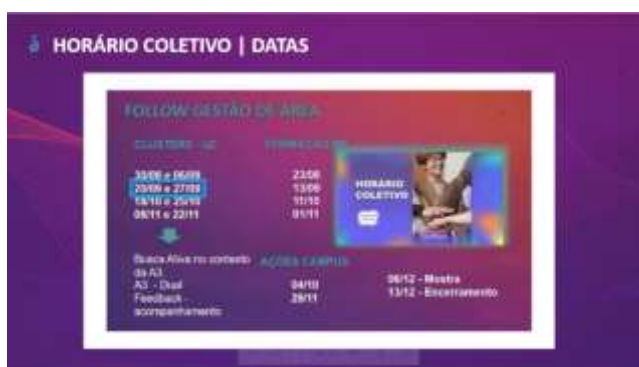 HORÁRIO COLETIVO | DATAS
FOLLOW GESTÃO DE ÁREA
CLUSTERS - UC
30/08 e 06/09
20/09 e 27/09
18/10 e 25/10
08/11 e 22/11
23/08
13/09
11/10
01/11
HORÁRIO
COLETIVO
Busca Ativa no contexto
da A3
A3 - Dual
Feedback -
acompanhamento
AÇÕES CAMPUS
04/10
29/11
06/12 - Mostra
13/12 - Encerramento